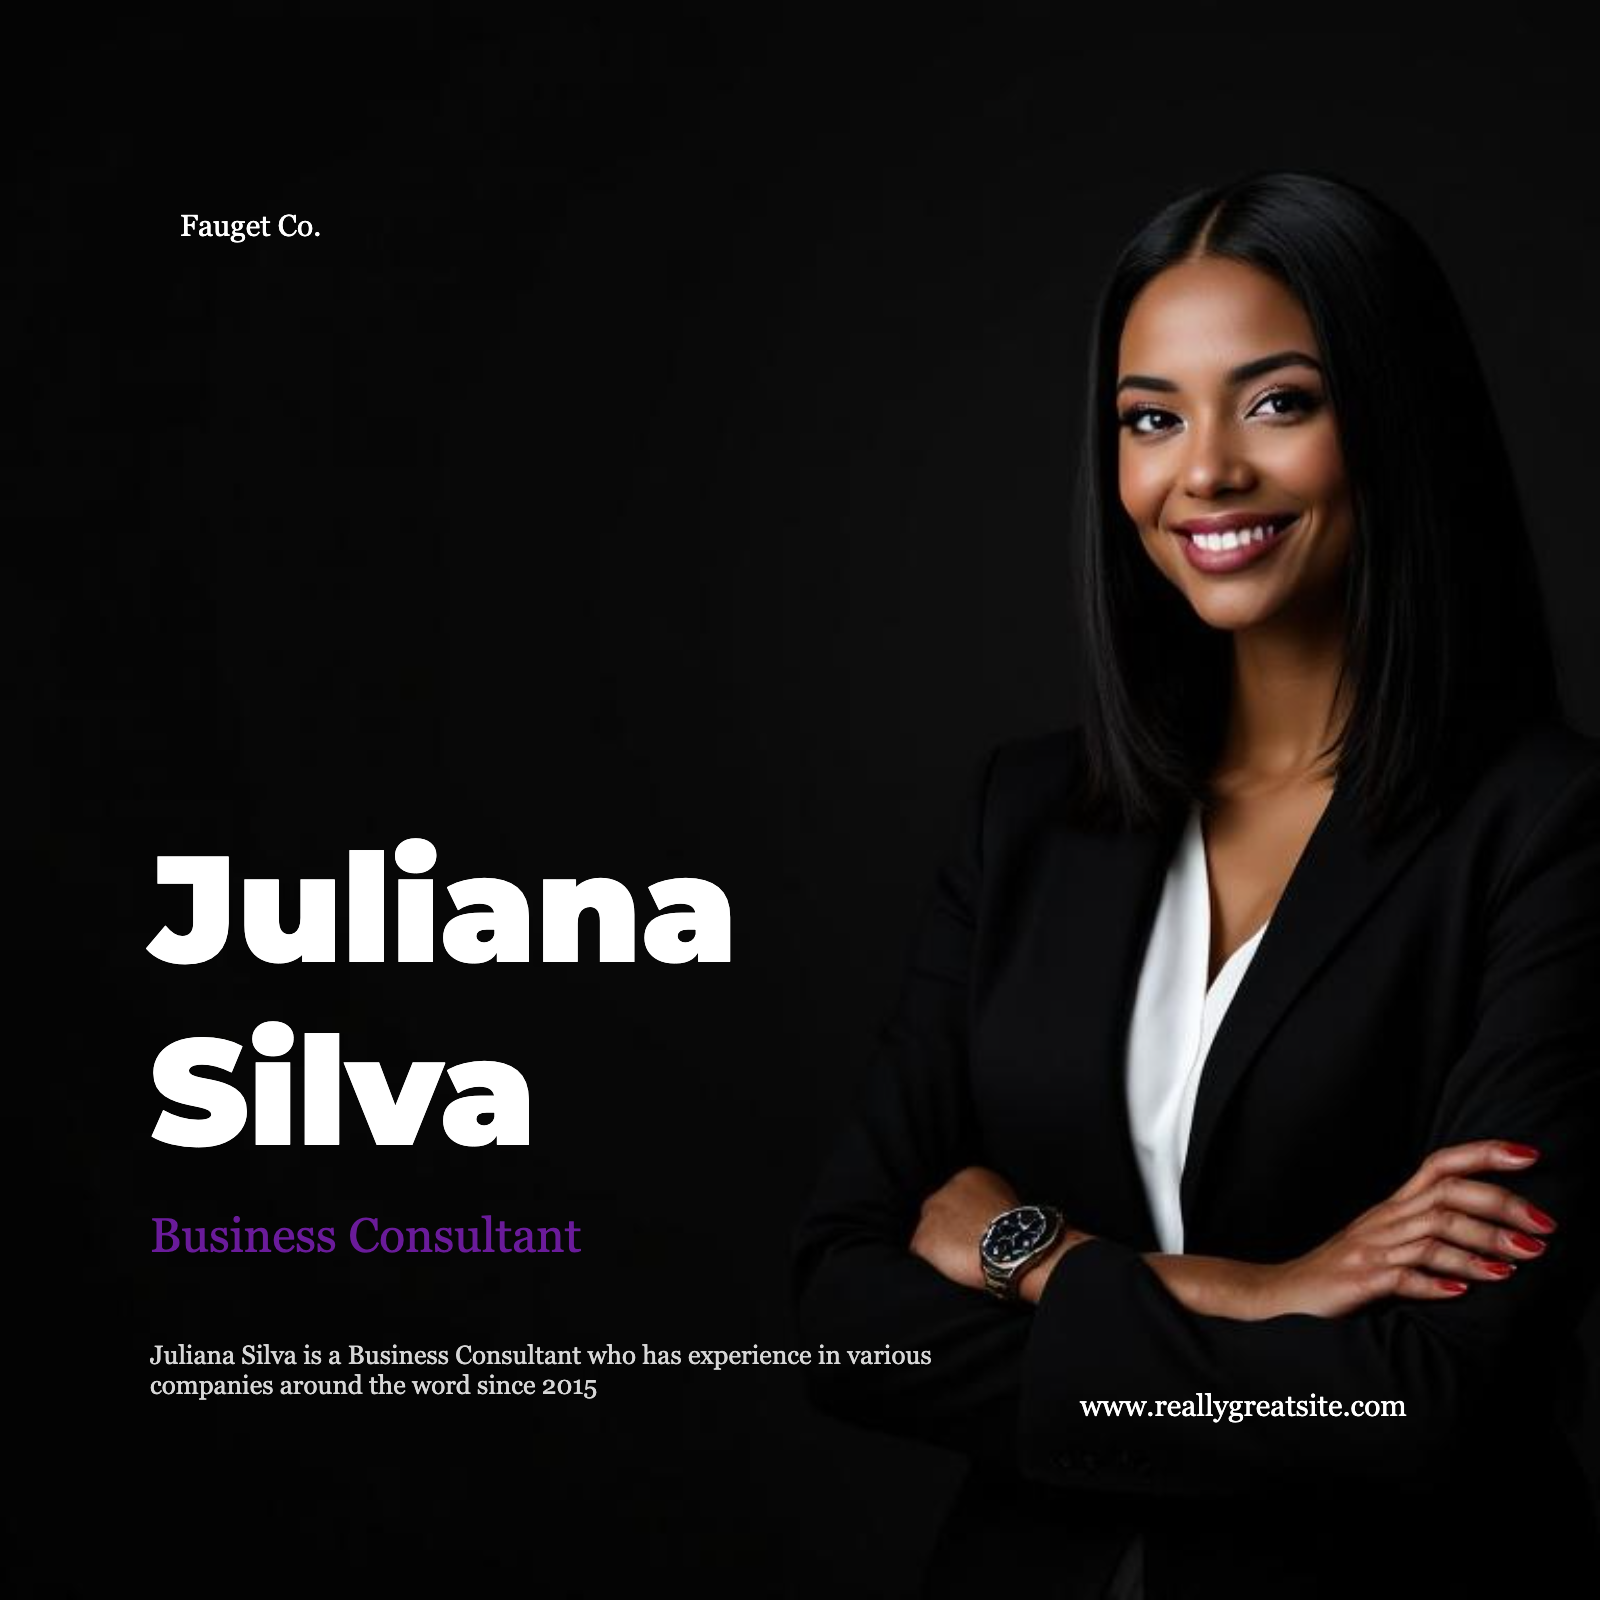 Fauget Co.
Juliana
Silva
Business Consultant
Juliana Silva is a Business Consultant who has experience in various
companies around the word since 2015
www.reallygreatsite.com